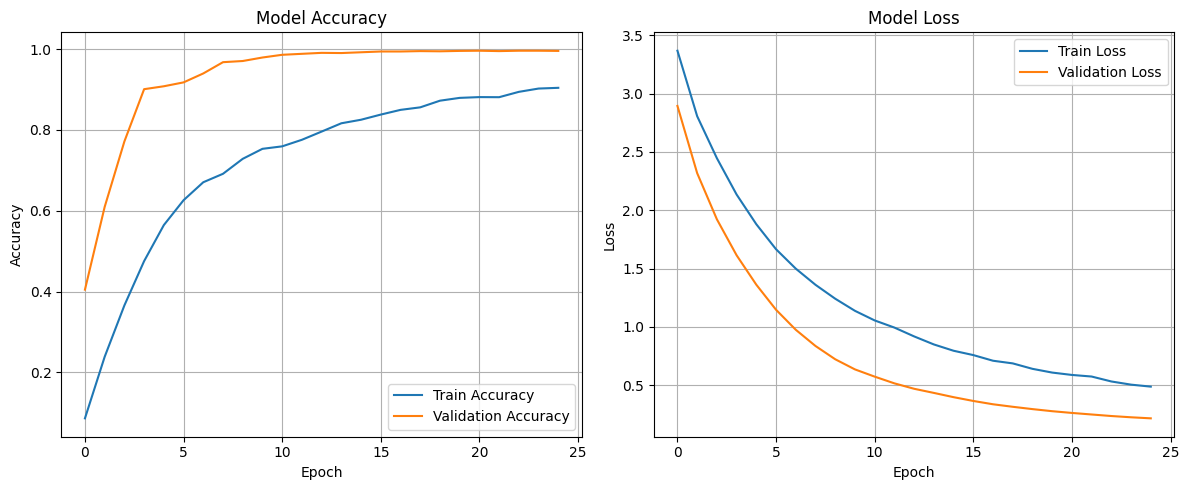 Model Accuracy
1.0
0.8
0.6
0.4
0.2
Accuracy
Train Accuracy
Validation Accuracy
0
5
10
15
20
25
Epoch
Model Loss
3.5
3.0
2.5
2.0
1.5
1.0
0.5
Loss
Train Loss
Validation Loss
0
5
10
15
20
25
Epoch